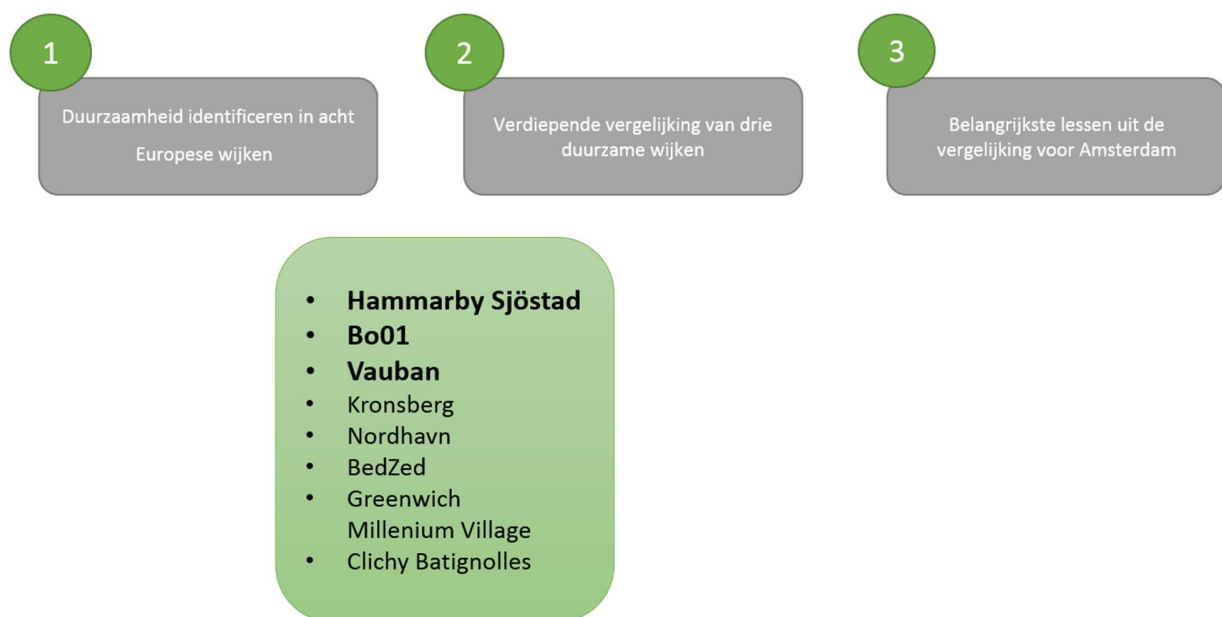 1
Duurzaamheid identificeren in acht
Europese wijken
2
Verdiepende vergelijking van drie
duurzame wijken
3
Belangrijkste lessen uit de
vergelijking voor Amsterdam
• Hammarby Sjöstad
• Bo01
• Vauban
• Kronsberg
• Nordhavn
• BedZed
• Greenwich
Millenium Village
• Clichy Batignolles